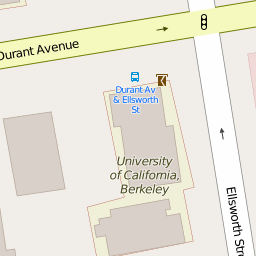 Durant Avenue
Durant Av
& Ellsworth
St
University
of California,
Berkeley
Ellsworth Stre